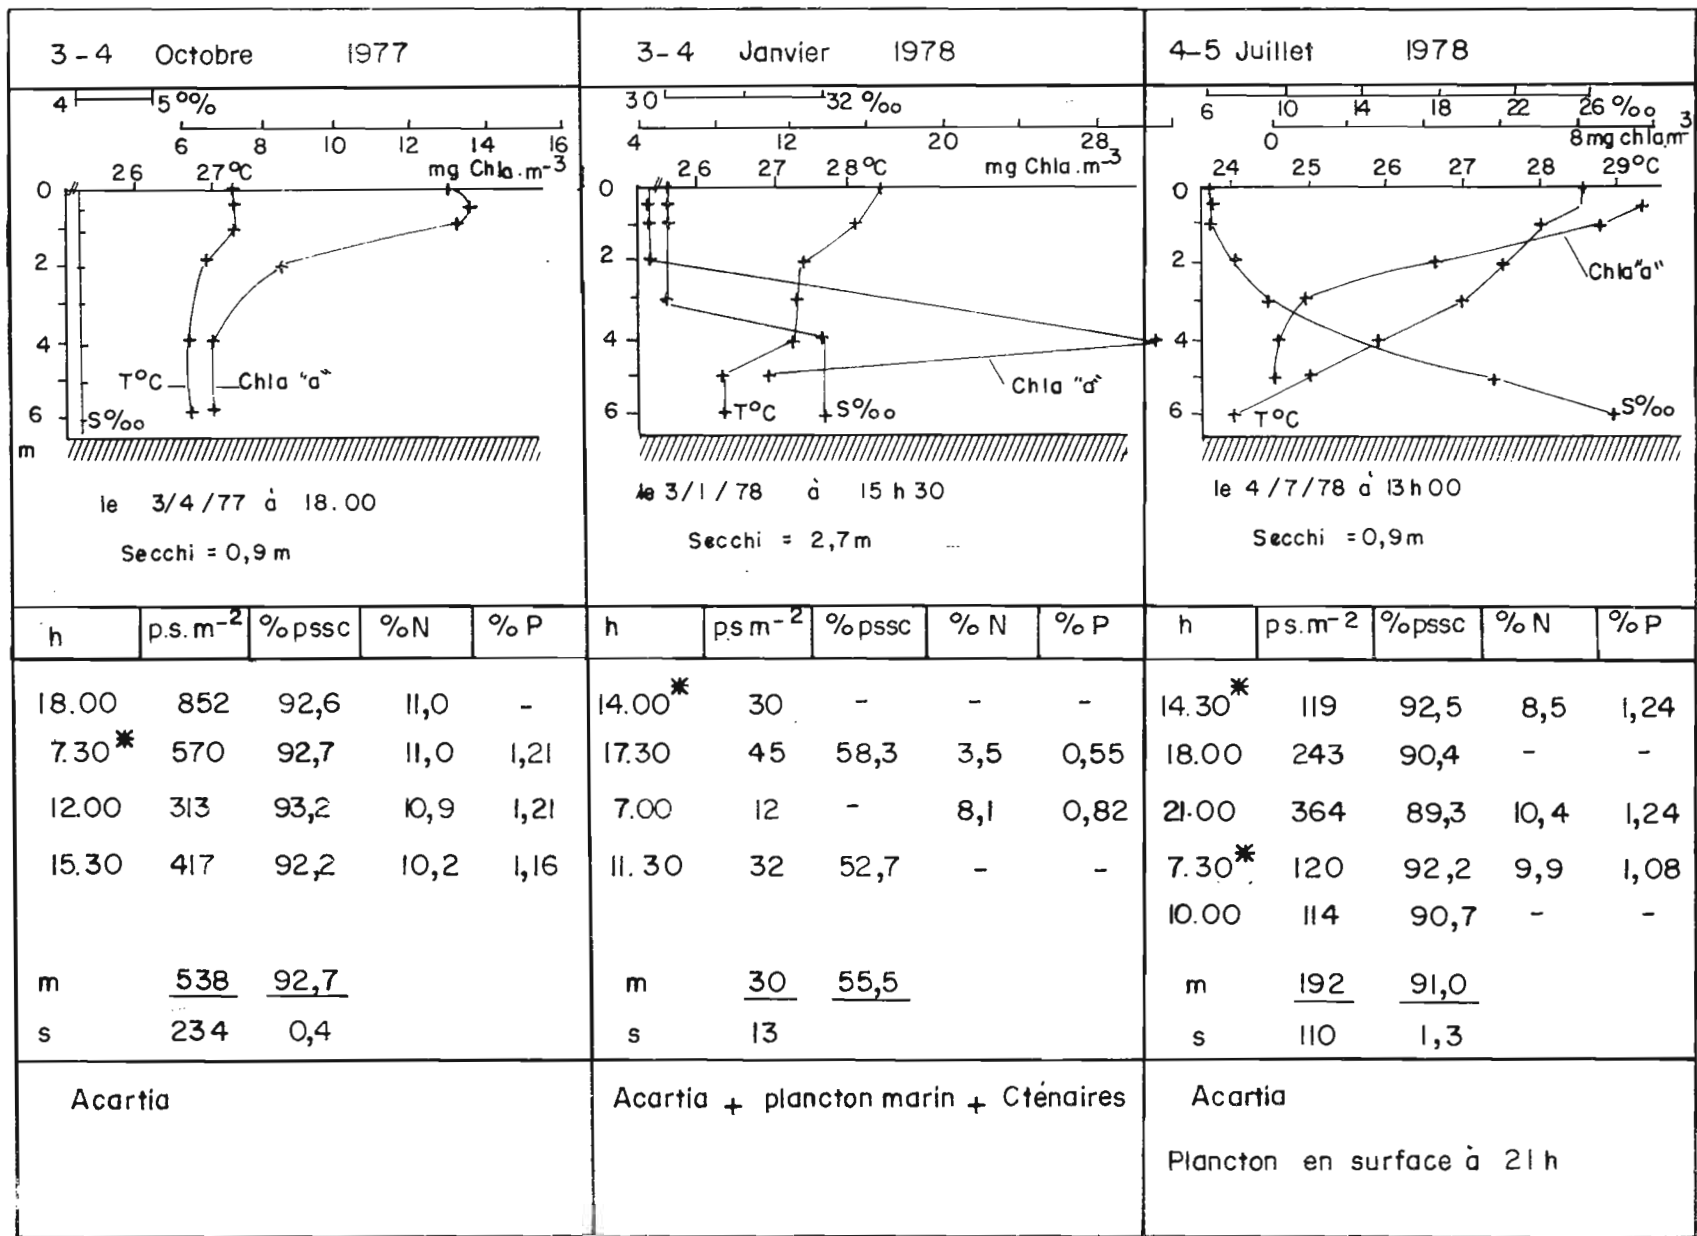 3-4 Octobre 1977
4 5 o%
6 8 10 12 14 16
26 27°C mg Chla.m-3
0
2
4
6
m
T°C Chla "a"
S‰
le 3/4/77 à 18.00
Secchi = 0,9 m
h p.s.m-2 %pssc %N %P
18.00 852 92,6 11,0 -
7.30* 570 92,7 11,0 1,21
12.00 313 93,2 10,9 1,21
15.30 417 92,2 10,2 1,16
m 538 92,7
s 234 0,4
Acartia
3-4 Janvier 1978
30 32 ‰
4 12 20 28
26 27 28°C mg Chla.m-3
0
2
4
6
Chla "a"
T°C S‰
le 3/1/78 à 15 h 30
Secchi = 2,7m
h ps m-2 %pssc %N %P
14.00* 30 - - -
17.30 45 58,3 3,5 0,55
7.00 12 - 8,1 0,82
11.30 32 52,7 - -
m 30 55,5
s 13
Acartia + plancton marin + Cténaires
4-5 Juillet 1978
6 10 14 18 22 26 ‰
0 8 mg chla.m3
24 25 26 27 28 29°C
0
2
4
6
Chla "a"
T°C S‰
le 4/7/78 à 13h00
Secchi = 0,9m
h ps.m-2 %pssc %N %P
14.30* 119 92,5 8,5 1,24
18.00 243 90,4 - -
21.00 364 89,3 10,4 1,24
7.30* 120 92,2 9,9 1,08
10.00 114 90,7 - -
m 192 91,0
s 110 1,3
Acartia
Plancton en surface à 21h